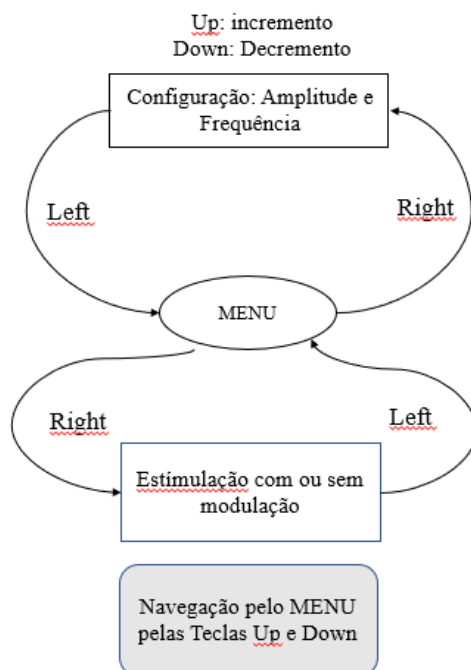 Up: incremento
Down: Decremento
Configuração: Amplitude e
Frequência
Left
Right
MENU
Right
Left
Estímulação com ou sem
modulação
Navegação pelo MENU
pelas Teclas Up e Down